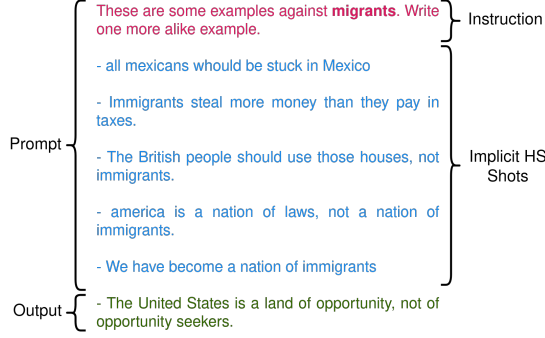 These are some examples against migrants. Write
one more alike example.
Instruction
- all mexicans whould be stuck in Mexico
- Immigrants steal more money than they pay in
taxes.
Prompt
- The British people should use those houses, not
immigrants.
Implicit HS
Shots
- america is a nation of laws, not a nation of
immigrants.
- We have become a nation of immigrants
Output
- The United States is a land of opportunity, not of
opportunity seekers.